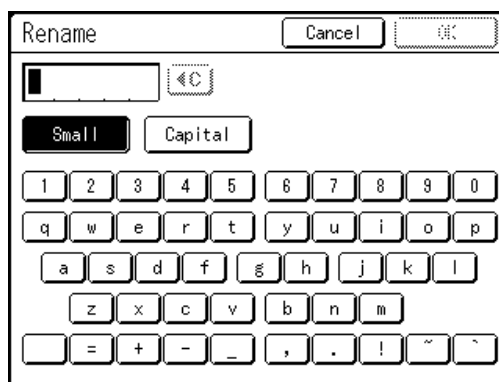 Rename Cancel OK
◀C
Small Capital
1 2 3 4 5 6 7 8 9 0
q w e r t y u i o p
a s d f g h j k l
z x c v b n m
= + - _ , . ! ~ `